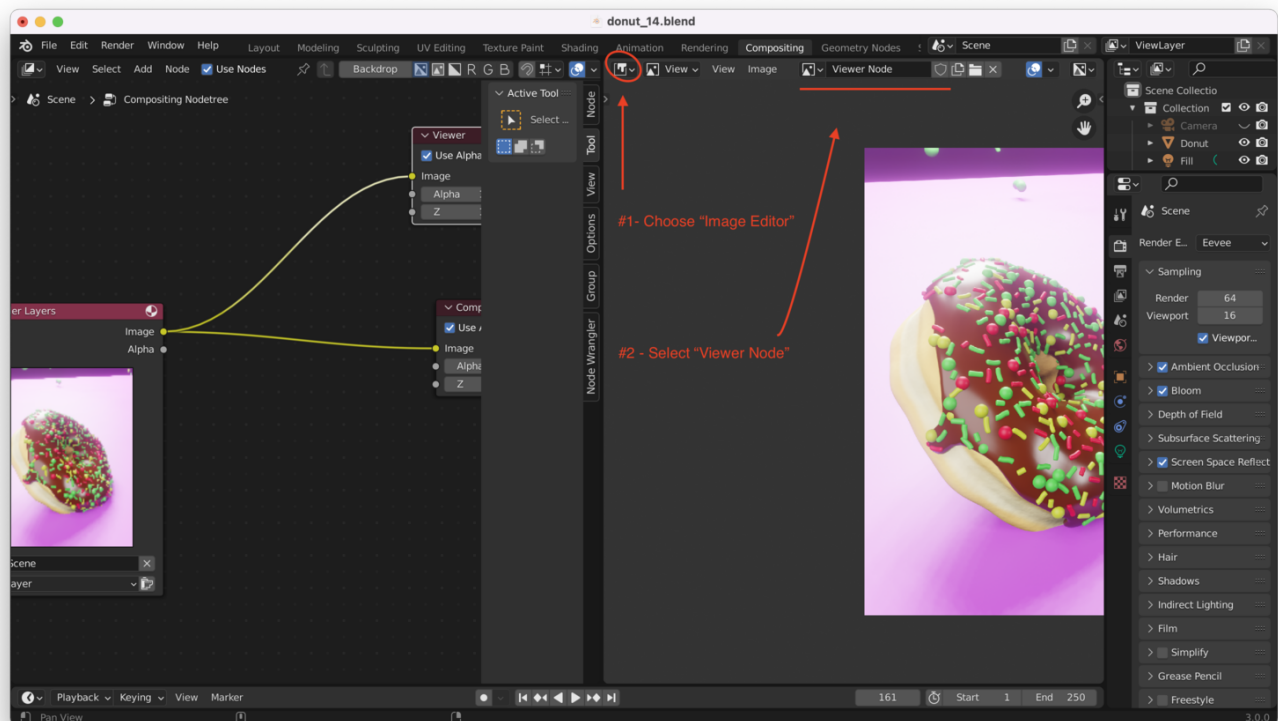 donut_14.blend
File Edit Render Window Help Layout Modeling Sculpting UV Editing Texture Paint Shading Animation Rendering Compositing Geometry Nodes Scene ViewLayer
View Select Add Node Use Nodes Backdrop R G B View View Image Viewer Node
Scene > Compositing Nodetree
Active Tool
Select ...
Node
Tool
View
Options
Group
Node Wrangler
Viewer
Use Alpha
Image
Alpha
Z
er Layers
Image
Alpha
Scene
ayer
Comp
Use A
Image
Alpha
Z
#1- Choose “Image Editor”
#2 - Select “Viewer Node”
Scene Collectio
Collection
Camera
Donut
Fill
Scene
Render E... Eevee
Sampling
Render 64
Viewport 16
Viewpor...
Ambient Occlusion
Bloom
Depth of Field
Subsurface Scattering
Screen Space Reflect
Motion Blur
Volumetrics
Performance
Hair
Shadows
Indirect Lighting
Film
Simplify
Grease Pencil
Freestyle
Playback Keying View Marker 161 Start 1 End 250
Pan View 3.0.0